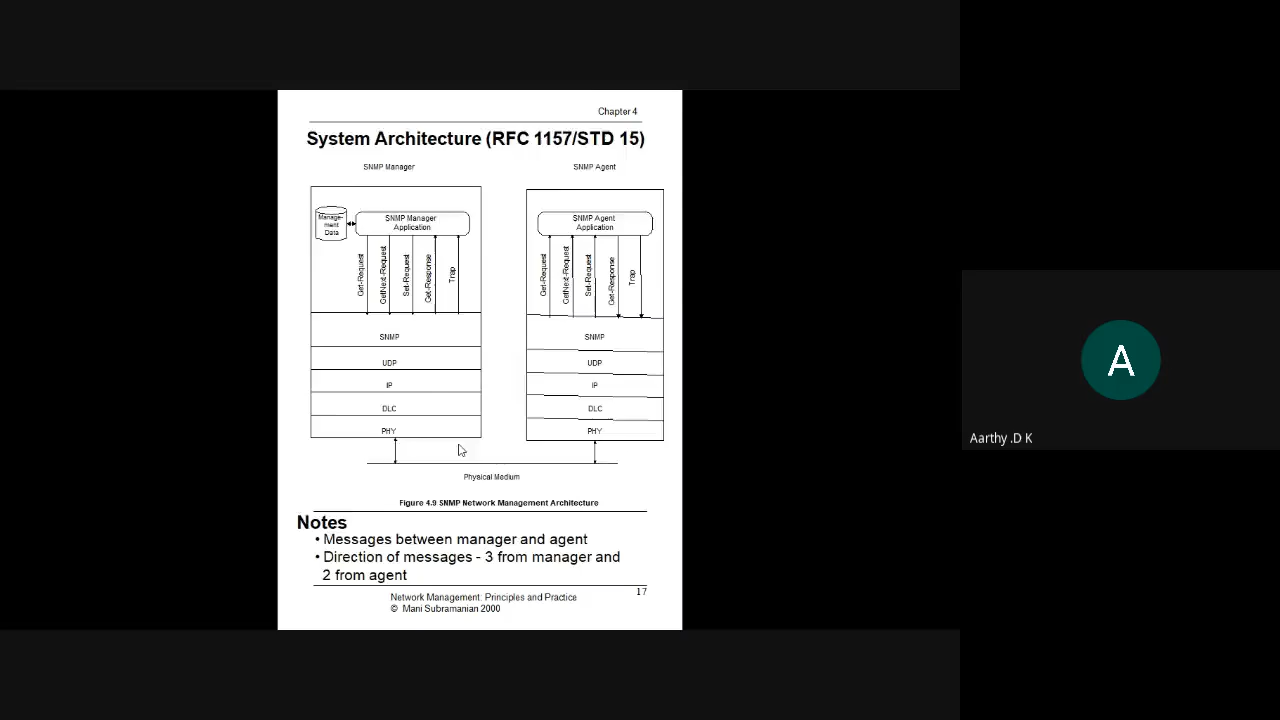 Chapter 4
System Architecture (RFC 1157/STD 15)
SNMP Manager
SNMP Agent
Manage-
ment
Data
SNMP Manager
Application
SNMP Agent
Application
Get-Request
GetNext-Request
Set-Request
Get-Response
Trap
Get-Request
GetNext-Request
Set-Request
Get-Response
Trap
SNMP
UDP
IP
DLC
PHY
SNMP
UDP
IP
DLC
PHY
Physical Medium
Figure 4.9 SNMP Network Management Architecture
Notes
• Messages between manager and agent
• Direction of messages - 3 from manager and
2 from agent
17
Network Management: Principles and Practice
© Mani Subramanian 2000
A
Aarthy .D K